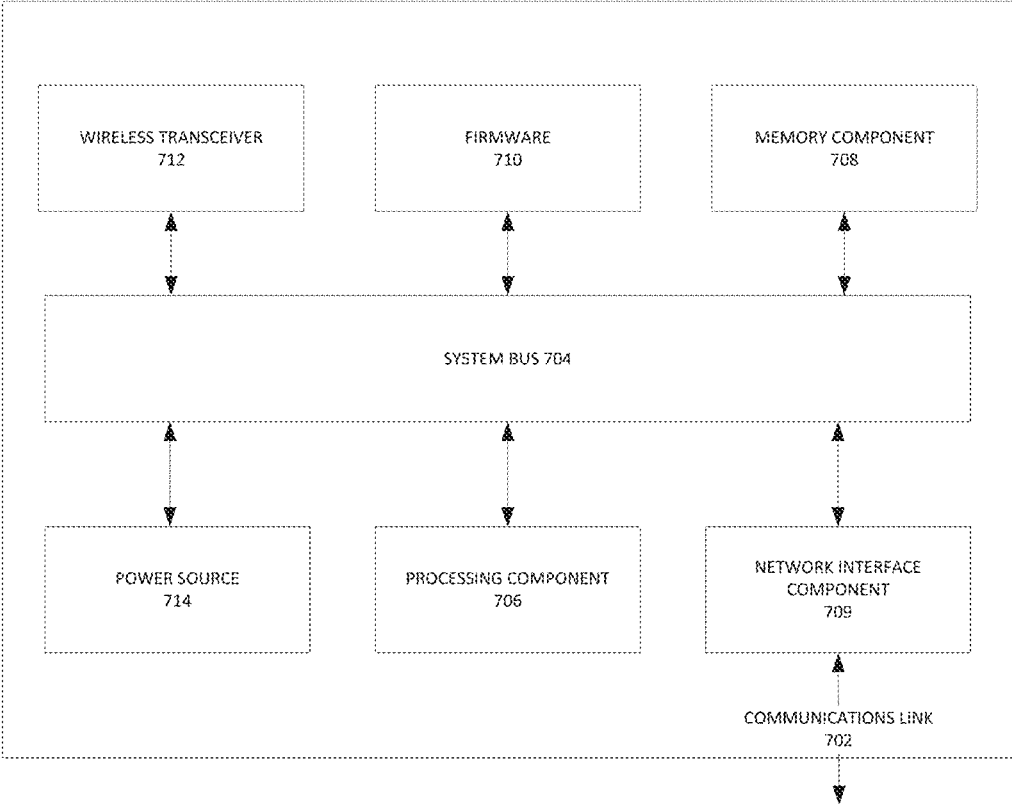 WIRELESS TRANSCEIVER
712
FIRMWARE
710
MEMORY COMPONENT
708
SYSTEM BUS 704
POWER SOURCE
714
PROCESSING COMPONENT
706
NETWORK INTERFACE
COMPONENT
709
COMMUNICATIONS LINK
702